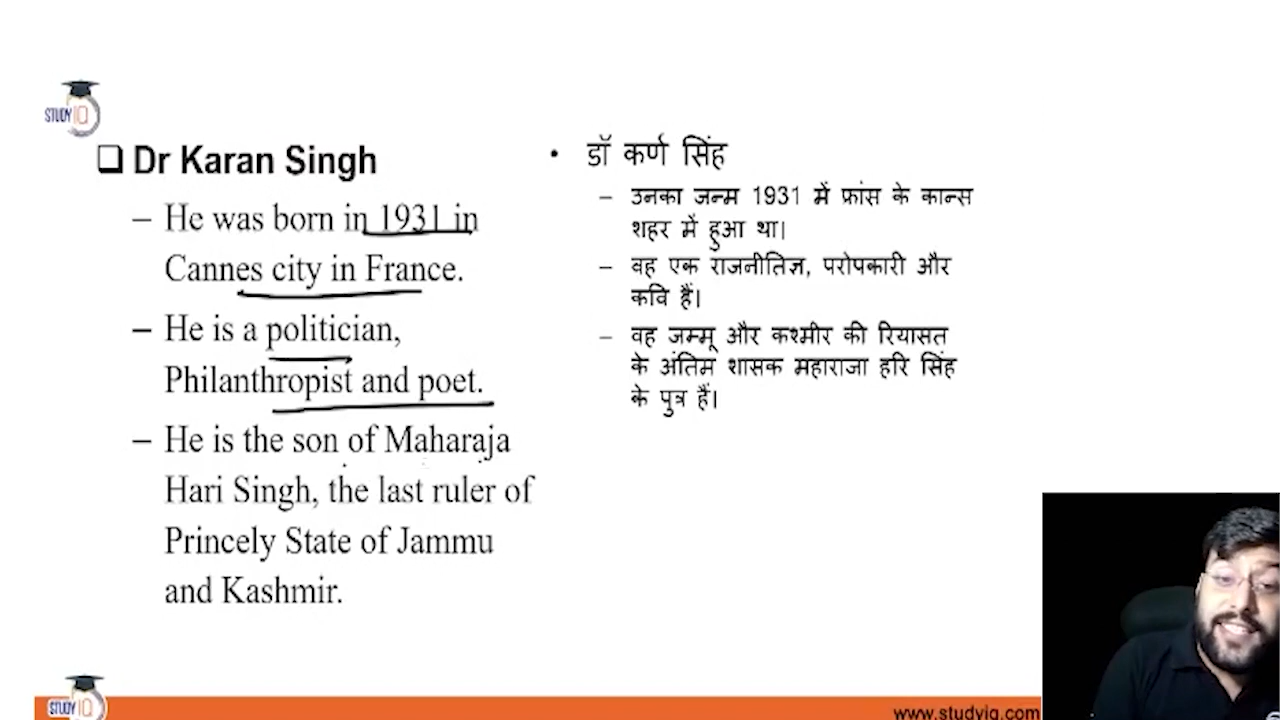 STUDY IQ
Dr Karan Singh
– He was born in 1931 in
Cannes city in France.
– He is a politician,
Philanthropist and poet.
– He is the son of Maharaja
Hari Singh, the last ruler of
Princely State of Jammu
and Kashmir.
• डॉ कर्ण सिंह
– उनका जन्म 1931 में फ्रांस के कान्स
शहर में हुआ था।
– वह एक राजनीतिज्ञ, परोपकारी और
कवि हैं।
– वह जम्मू और कश्मीर की रियासत
के अंतिम शासक महाराजा हरि सिंह
के पुत्र हैं।
STUDY IQ
www.studyiq.com